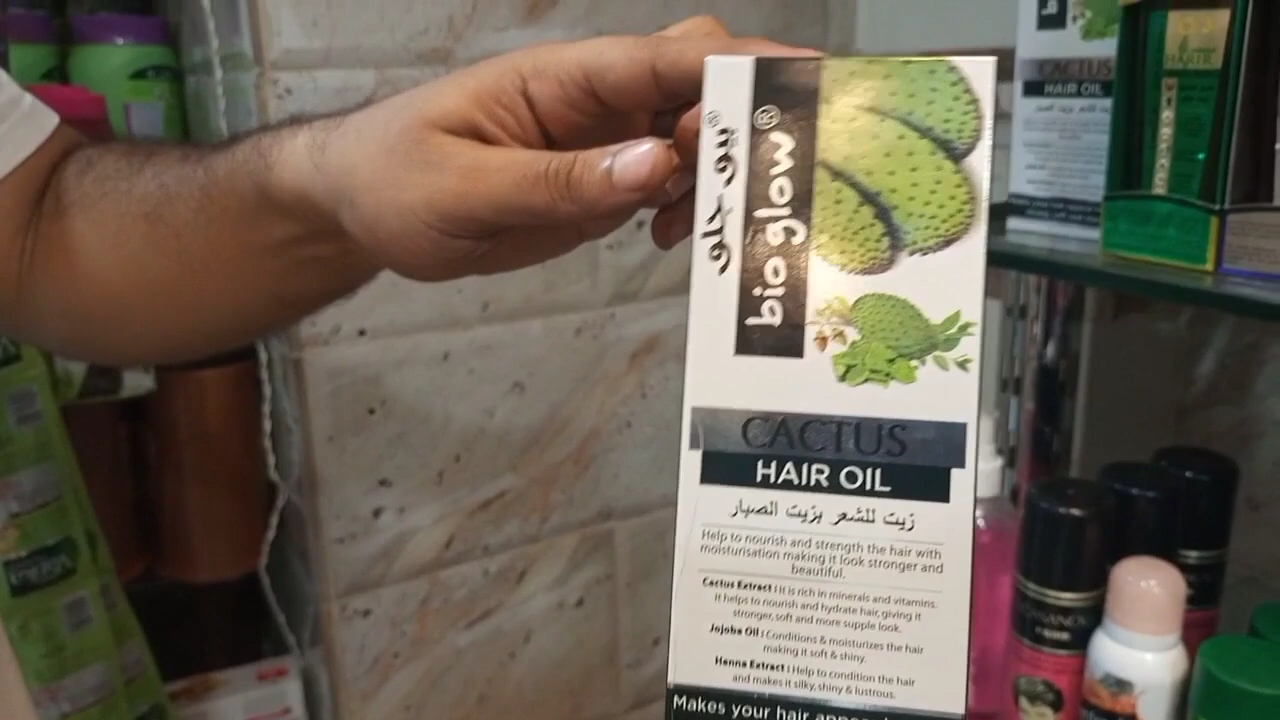 بيو جلو®
bio glow®
CACTUS
HAIR OIL
زيت للشعر بزيت الصبار
Help to nourish and strength the hair with
moisturisation making it look stronger and
beautiful.
Cactus Extract : It is rich in minerals and vitamins.
It helps to nourish and hydrate hair, giving it
stronger, soft and more supple look.
Jojoba Oil : Conditions & moisturizes the hair
making it soft & shiny.
Henna Extract : Help to condition the hair
and makes it silky, shiny & lustrous.
Makes your hair
CACTUS
HAIR OIL